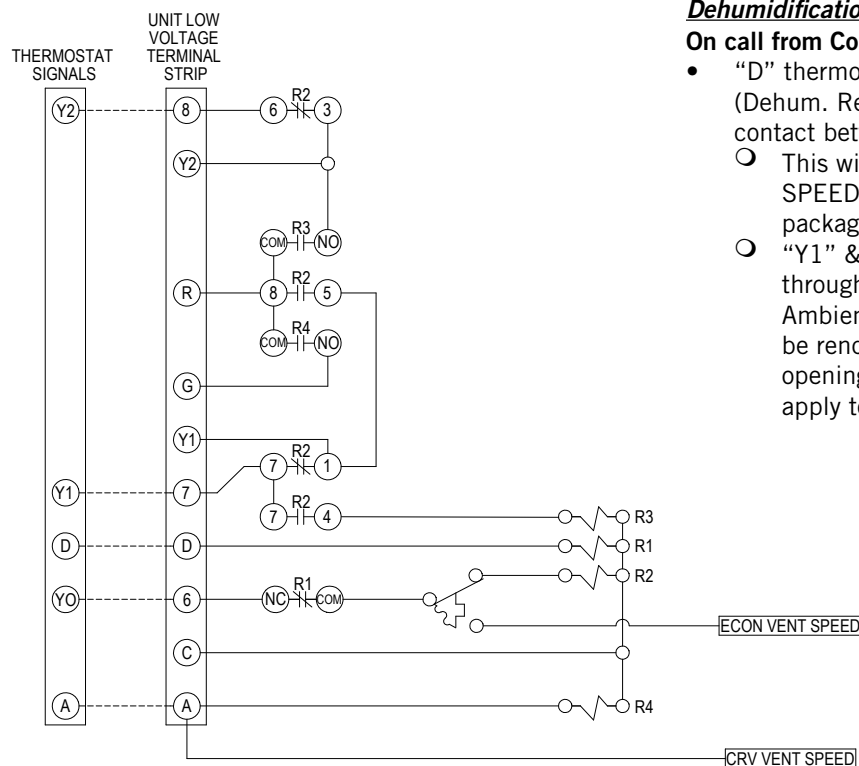 THERMOSTAT
SIGNALS
UNIT LOW
VOLTAGE
TERMINAL
STRIP
Y2 8 6 R2 3
Y2
COM R3 NO
R 8 R2 5
COM R4 NO
G
Y1
7 R2 1
Y1 7
7 R2 4 R3
D D R1
YO 6 NC R1 COM R2
ECON VENT SPEED
C
A A R4
CRV VENT SPEED
On call from Co
• "D" thermo
(Dehum. Re
contact bet
This wi
SPEED
packag
"Y1" &
through
Ambien
be reno
opening
apply to